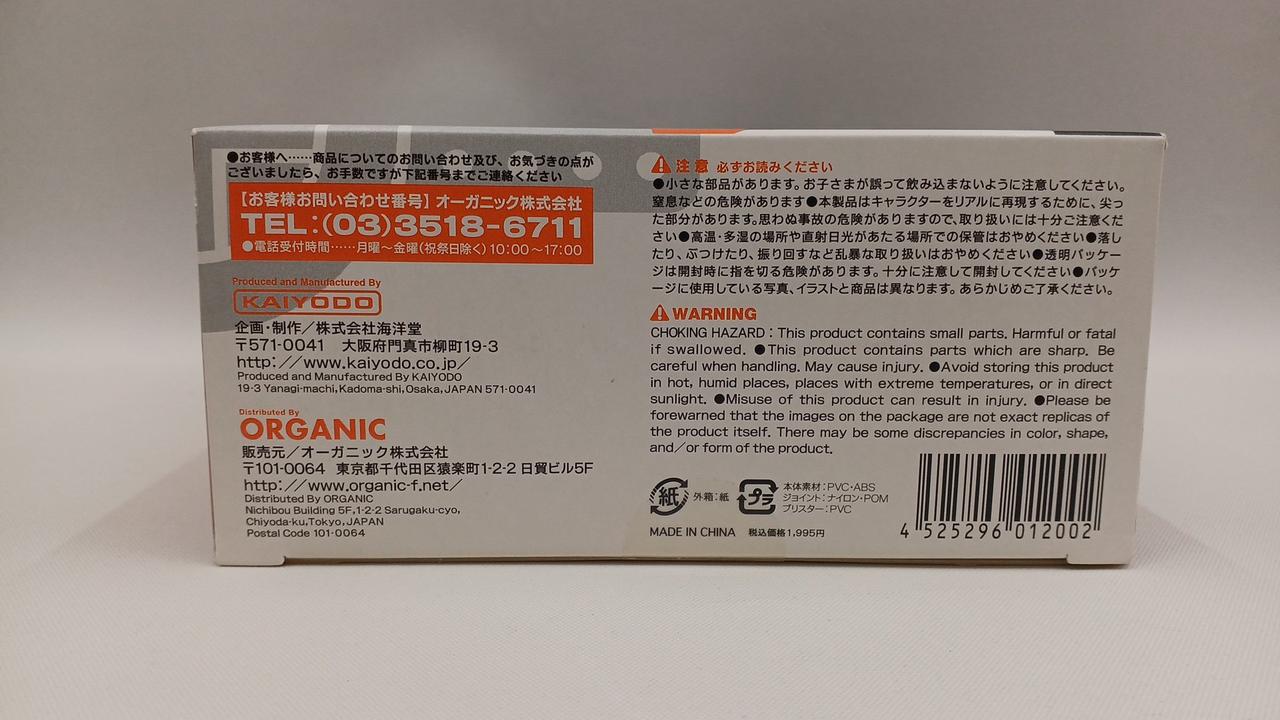 ●お客様へ……商品についてのお問い合わせ及び、お気づきの点が
ございましたら、お手数ですが下記番号までご連絡ください
【お客様お問い合わせ番号】オーガニック株式会社
TEL:(03)3518-6711
●電話受付時間……月曜～金曜(祝祭日除く)10:00～17:00
Produced and Manufactured By
KAIYODO
企画・制作／株式会社海洋堂
〒571-0041 大阪府門真市柳町19-3
http://www.kaiyodo.co.jp/
Produced and Manufactured By KAIYODO
19-3 Yanagi-machi,Kadoma-shi,Osaka,JAPAN 571-0041
Distributed By
ORGANIC
販売元／オーガニック株式会社
〒101-0064 東京都千代田区猿楽町1-2-2 日貿ビル5F
http://www.organic-f.net/
Distributed By ORGANIC
Nichibou Building 5F,1-2-2 Sarugaku-cyo,
Chiyoda-ku,Tokyo,JAPAN
Postal Code 101-0064
注意 必ずお読みください
●小さな部品があります。お子さまが誤って飲み込まないように注意してください。
窒息などの危険があります●本製品はキャラクターをリアルに再現するために、尖っ
た部分があります。思わぬ事故の危険がありますので、取り扱いには十分ご注意くだ
さい●高温・多湿の場所や直射日光があたる場所での保管はおやめください●落し
たり、ぶつけたり、振り回すなど乱暴な取り扱いはおやめください●透明パッケー
ジは開封時に指を切る危険があります。十分に注意して開封してください●パッケ
ージに使用している写真、イラストと商品は異なります。あらかじめご了承ください。
WARNING
CHOKING HAZARD : This product contains small parts. Harmful or fatal
if swallowed. ●This product contains parts which are sharp. Be
careful when handling. May cause injury. ●Avoid storing this product
in hot, humid places, places with extreme temperatures, or in direct
sunlight. ●Misuse of this product can result in injury. ●Please be
forewarned that the images on the package are not exact replicas of
the product itself. There may be some discrepancies in color, shape,
and/or form of the product.
紙 外箱:紙
プラ 本体素材:PVC・ABS
ジョイント:ナイロン・POM
ブリスター:PVC
MADE IN CHINA 税込価格1,995円
4 525296 012002